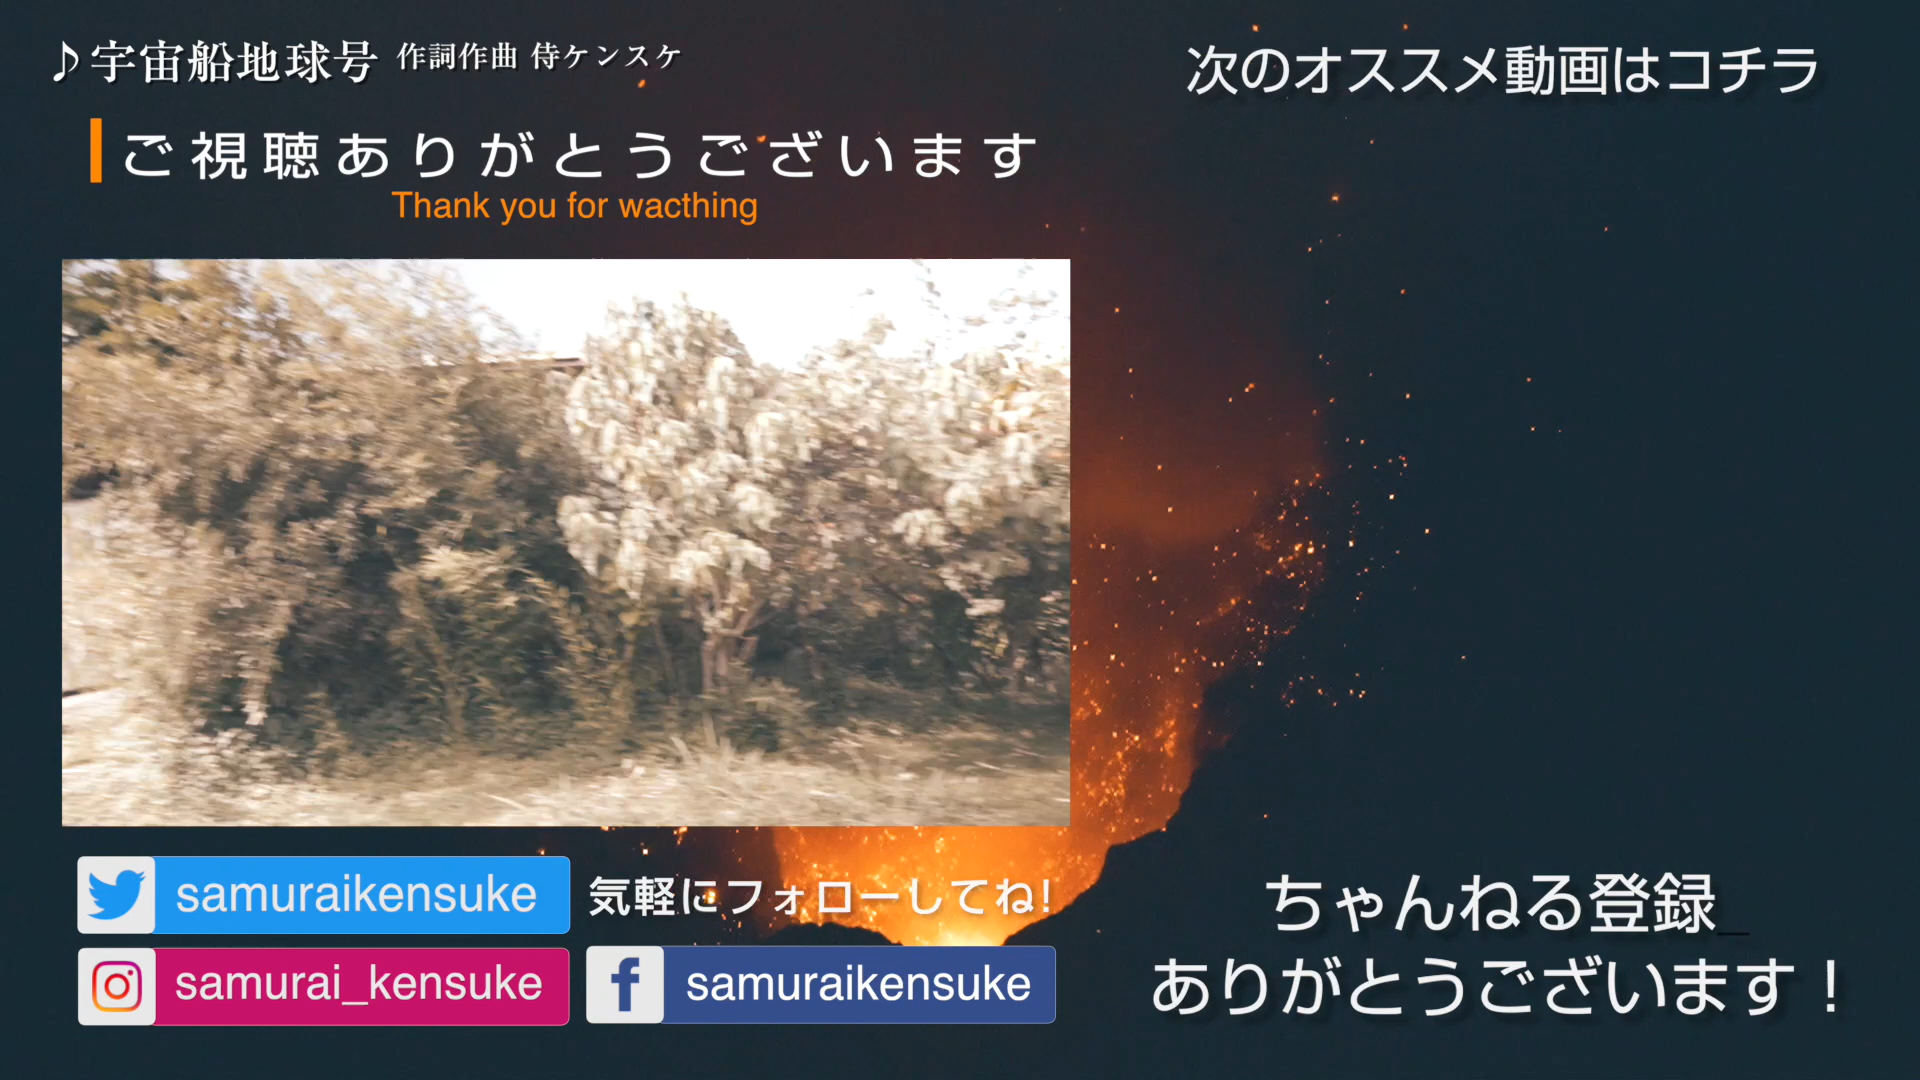 ♪宇宙船地球号 作詞作曲 侍ケンスケ
ご視聴ありがとうございます
Thank you for wacthing
次のオススメ動画はコチラ
samuraikensuke
気軽にフォローしてね!
samurai_kensuke
samuraikensuke
ちゃんねる登録_
ありがとうございます！